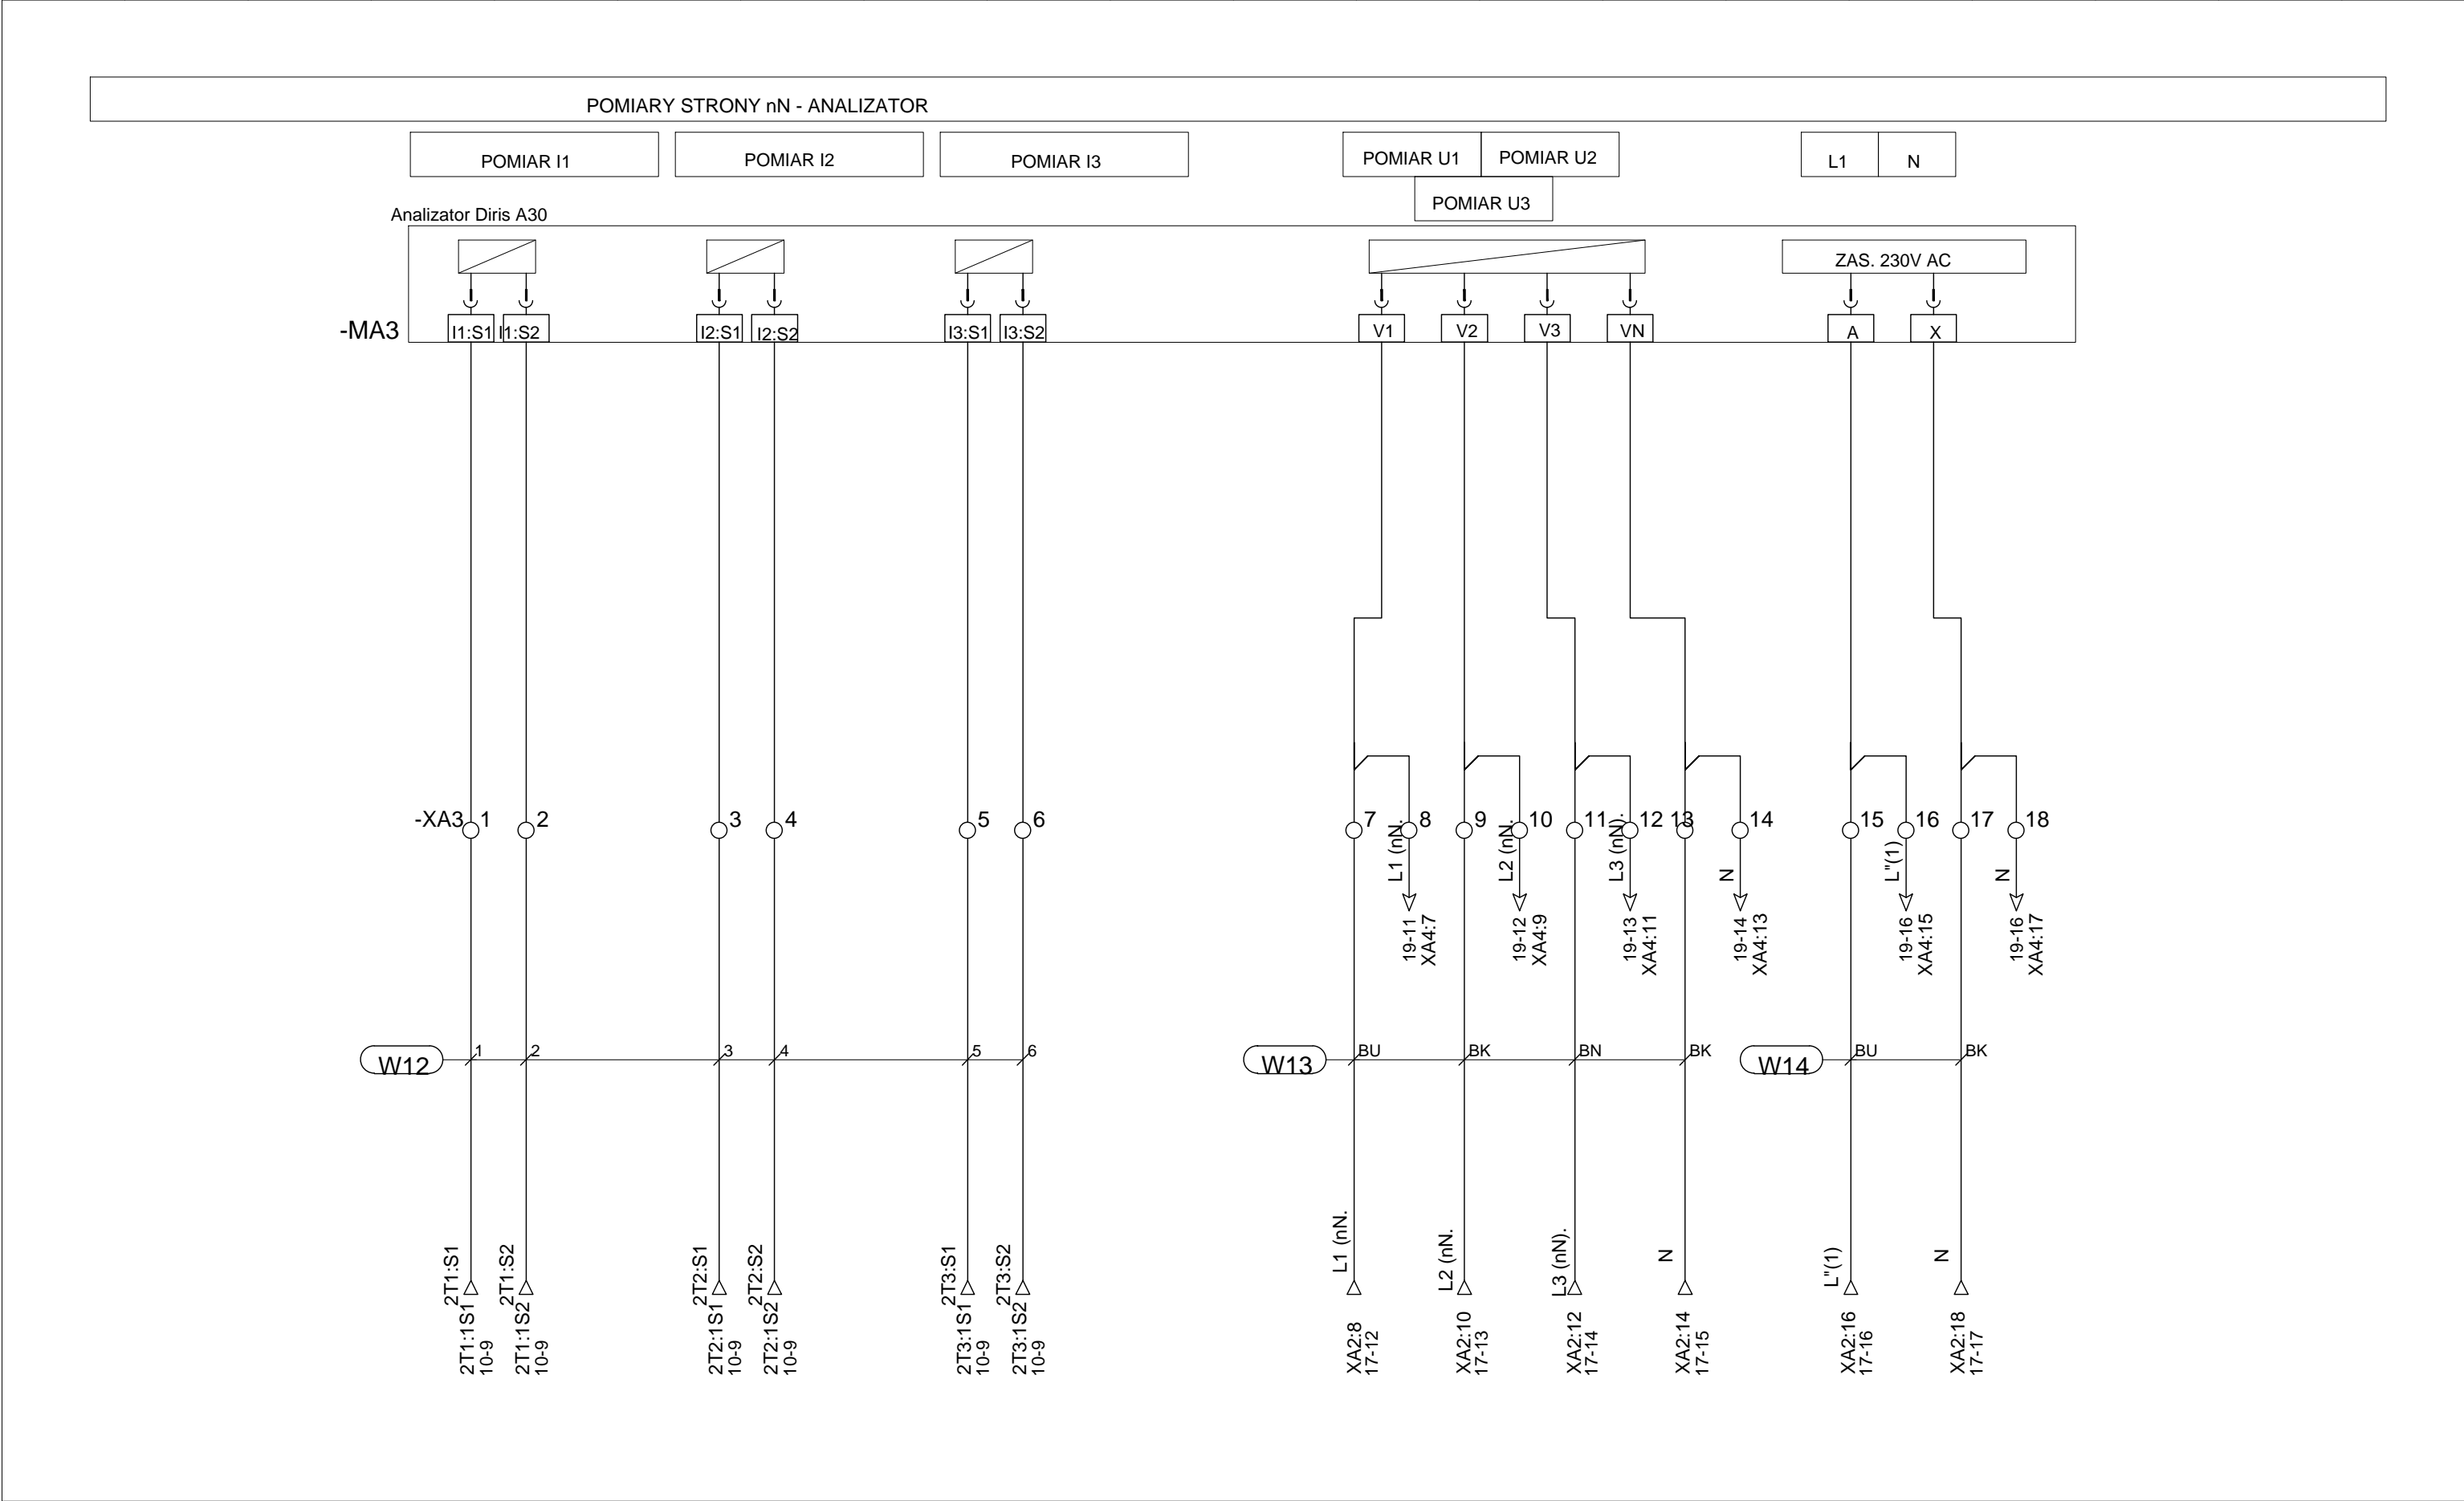 POMIARY STRONY nN - ANALIZATOR
POMIAR I1
POMIAR I2
POMIAR I3
POMIAR U1
POMIAR U2
L1
N
POMIAR U3
Analizator Diris A30
ZAS. 230V AC
-MA3
I1:S1
I1:S2
I2:S1
I2:S2
I3:S1
I3:S2
V1
V2
V3
VN
A
X
-XA3
1
2
3
4
5
6
7
8
9
10
11
12
13
14
15
16
17
18
L1 (nN.
L2 (nN.
L3 (nN).
N
L"(1)
N
19-11
XA4:7
19-12
XA4:9
19-13
XA4:11
19-14
XA4:13
19-16
XA4:15
19-16
XA4:17
W12
1
2
3
4
5
6
W13
BU
BK
BN
BK
W14
BU
BK
2T1:S1
2T1:S2
2T2:S1
2T2:S2
2T3:S1
2T3:S2
L1 (nN.
L2 (nN.
L3 (nN).
N
L"(1)
N
2T1:1S1
10-9
2T1:1S2
10-9
2T2:1S1
10-9
2T2:1S2
10-9
2T3:1S1
10-9
2T3:1S2
10-9
XA2:8
17-12
XA2:10
17-13
XA2:12
17-14
XA2:14
17-15
XA2:16
17-16
XA2:18
17-17